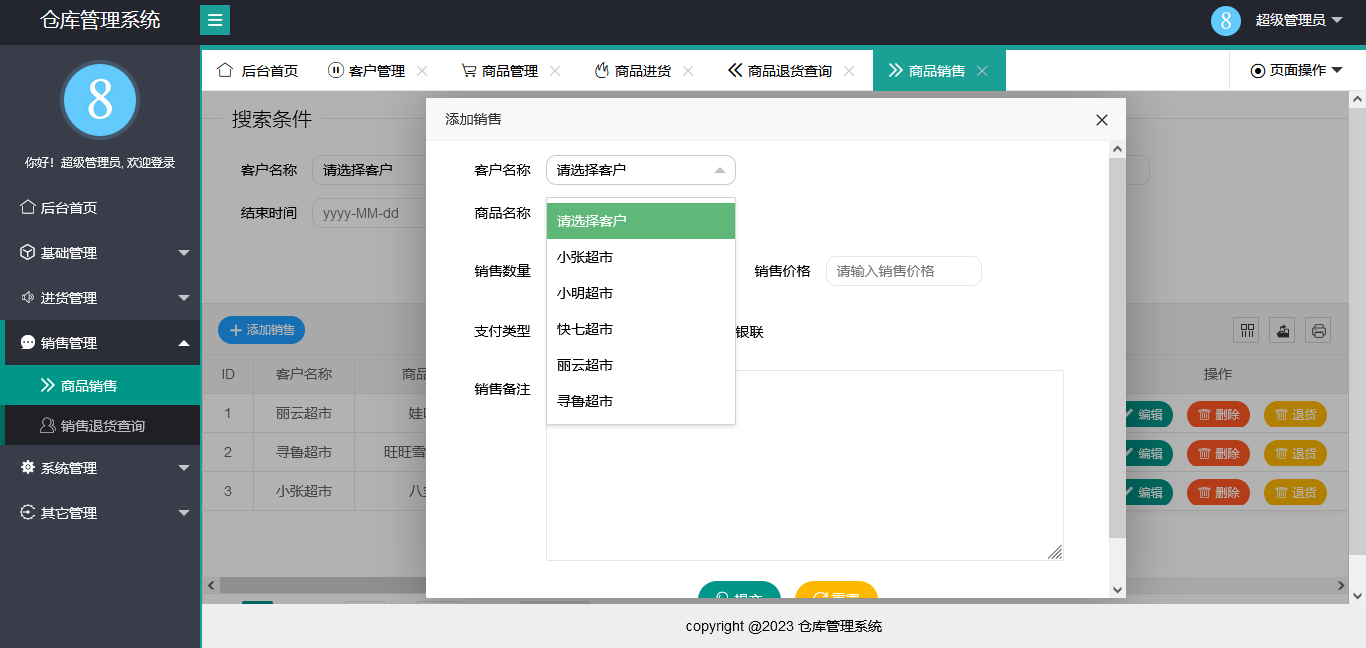 仓库管理系统
8 超级管理员
8
你好！超级管理员, 欢迎登录
后台首页
基础管理
进货管理
销售管理
商品销售
销售退货查询
系统管理
其它管理
后台首页 客户管理 商品管理 商品进货 商品退货查询 商品销售 页面操作
搜索条件
客户名称 请选择客户
结束时间 yyyy-MM-dd
添加销售
ID 客户名称 商品 操作
1 丽云超市 编辑 删除 退货
2 寻鲁超市 旺旺雪 编辑 删除 退货
3 小张超市 编辑 删除 退货
添加销售
客户名称 请选择客户
商品名称
请选择客户
小张超市
小明超市
快七超市
丽云超市
寻鲁超市
销售数量 销售价格 请输入销售价格
支付类型 银联
销售备注
提交 重置
copyright @2023 仓库管理系统